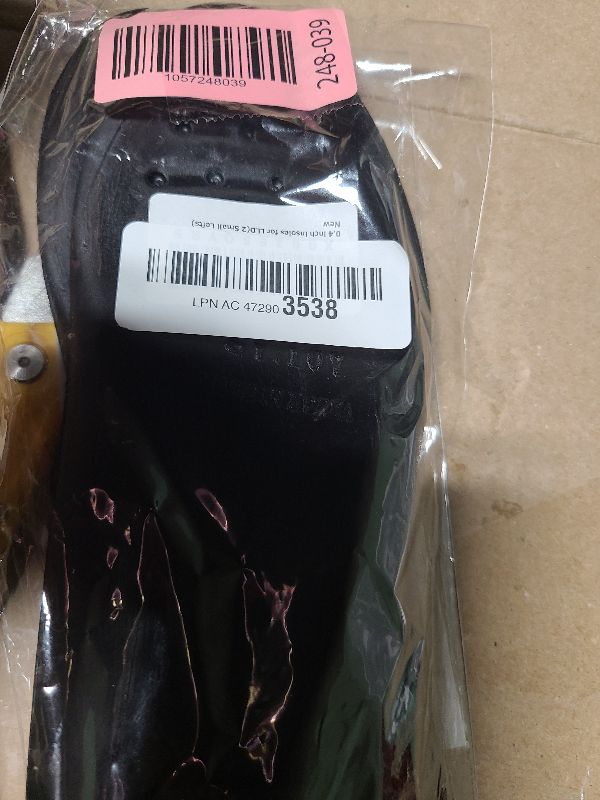 1057248039
248-039
0.4 Inch Insoles for LLD(2 Small Lefts)
New
LPN AC 47290 3538